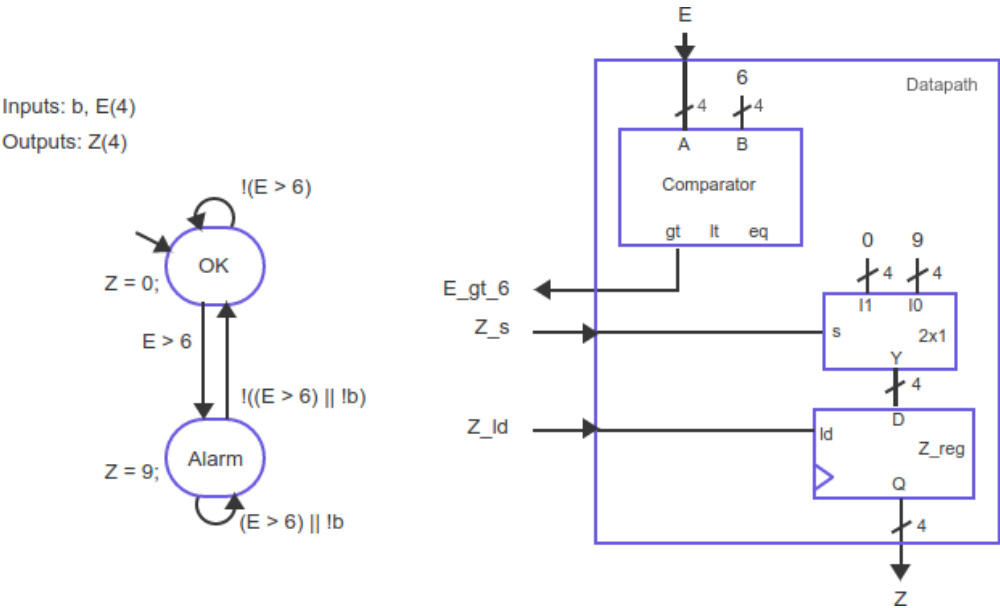 Inputs: b, E(4)
Outputs: Z(4)
!(E > 6)
OK
Z = 0;
E > 6
!((E > 6) || !b)
Alarm
Z = 9;
(E > 6) || !b
E
Datapath
6
4
4
A
B
Comparator
gt
lt
eq
E_gt_6
0
9
4
4
I1
I0
Z_s
s
2x1
Y
4
Z_ld
D
ld
Z_reg
Q
4
Z